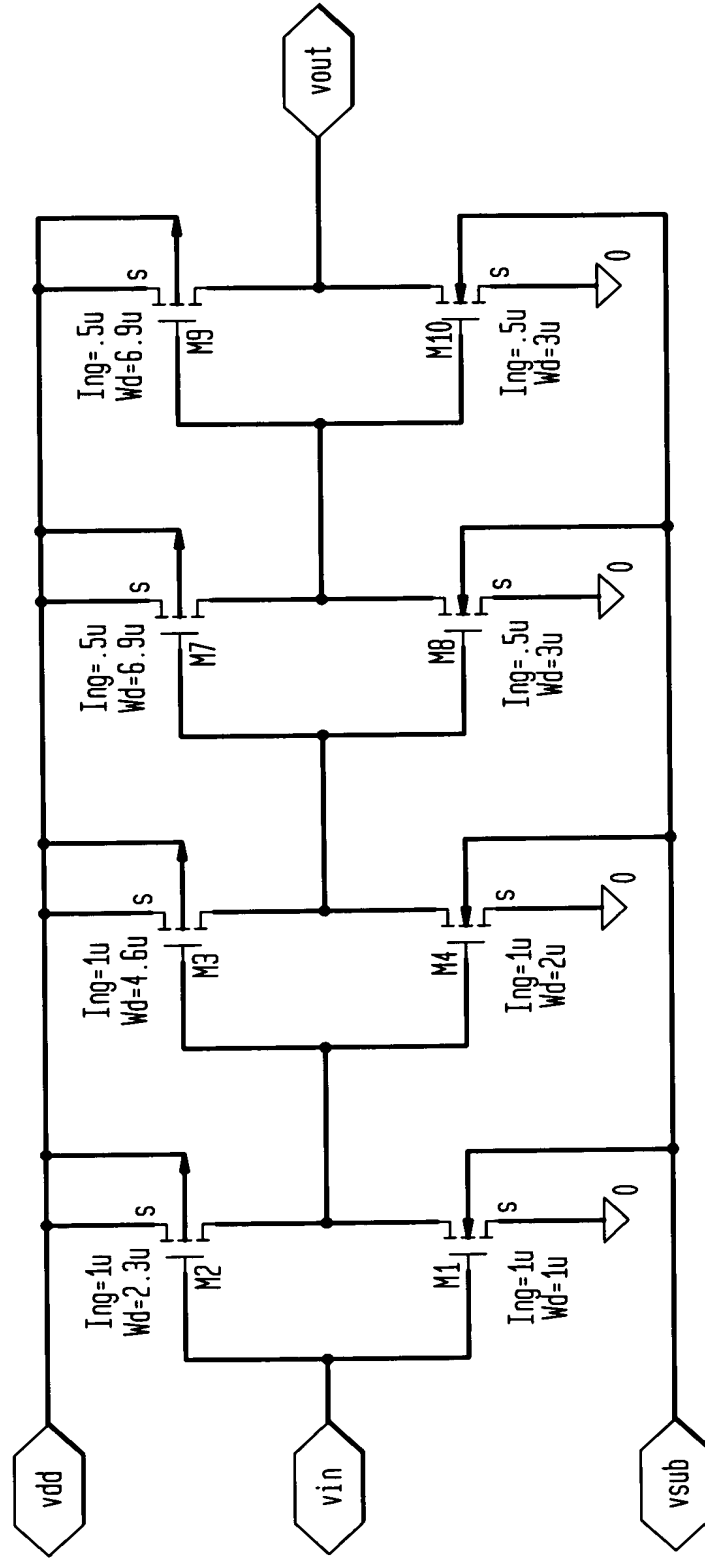 vdd
Ing=1u
Wd=2.3u
s
M2
Ing=1u
Wd=4.6u
s
M3
Ing=.5u
Wd=6.9u
s
M7
Ing=.5u
Wd=6.9u
s
M9
vin
vout
M1
s
Ing=1u
Wd=1u
0
M4
s
Ing=1u
Wd=2u
0
M8
s
Ing=.5u
Wd=3u
0
M10
s
Ing=.5u
Wd=3u
0
vsub